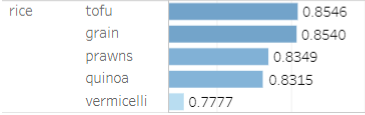 rice tofu 0.8546
grain 0.8540
prawns 0.8349
quinoa 0.8315
vermicelli 0.7777